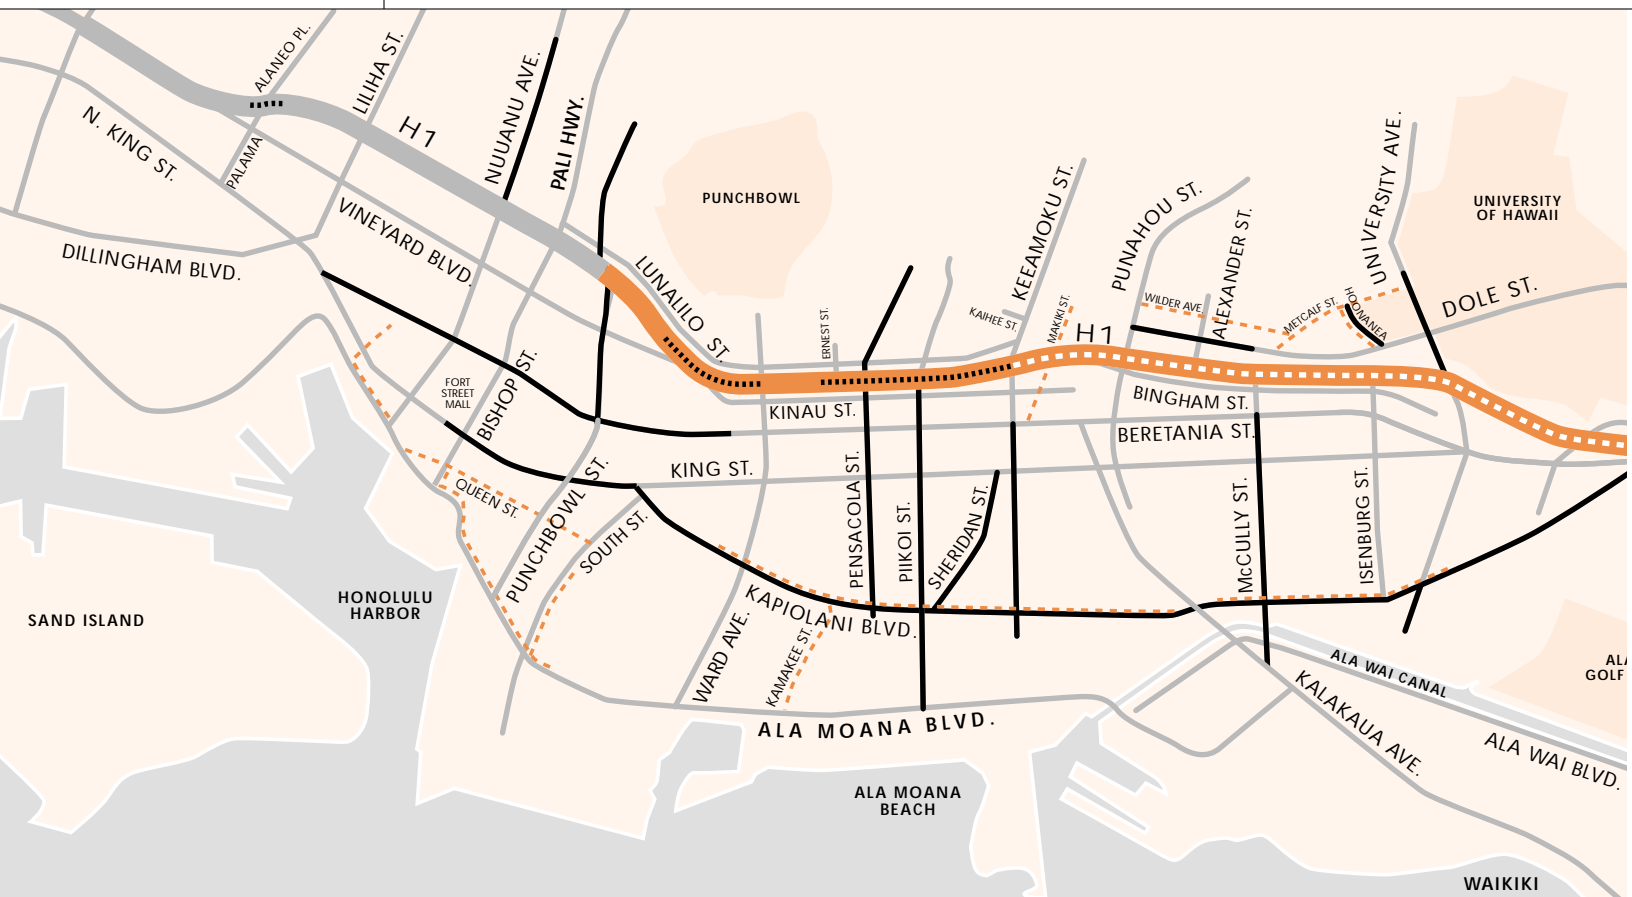 ALANEO PL.
LILIHA ST.
H1
NUUANU AVE.
PALI HWY.
N. KING ST.
PALAMA
VINEYARD BLVD.
DILLINGHAM BLVD.
PUNCHBOWL
LUNALILO ST.
KEEAMOKU ST.
PUNAHOU ST.
ALEXANDER ST.
UNIVERSITY AVE.
UNIVERSITY
OF HAWAII
DOLE ST.
KAIHEE ST.
MAKIKI ST.
H1
WILDER AVE.
METCALF ST.
HOONANEA
ERNEST ST.
FORT
STREET
MALL
BISHOP ST.
KINAU ST.
BINGHAM ST.
BERETANIA ST.
KING ST.
QUEEN ST.
PUNCHBOWL ST.
SOUTH ST.
PENSACOLA ST.
PIIKOI ST.
SHERIDAN ST.
McCULLY ST.
ISENBURG ST.
KAPIOLANI BLVD.
WARD AVE.
KAMAKEE ST.
SAND ISLAND
HONOLULU
HARBOR
ALA MOANA BLVD.
ALA WAI CANAL
KALAKAUA AVE.
ALA WAI BLVD.
ALA
GOLF
ALA MOANA
BEACH
WAIKIKI